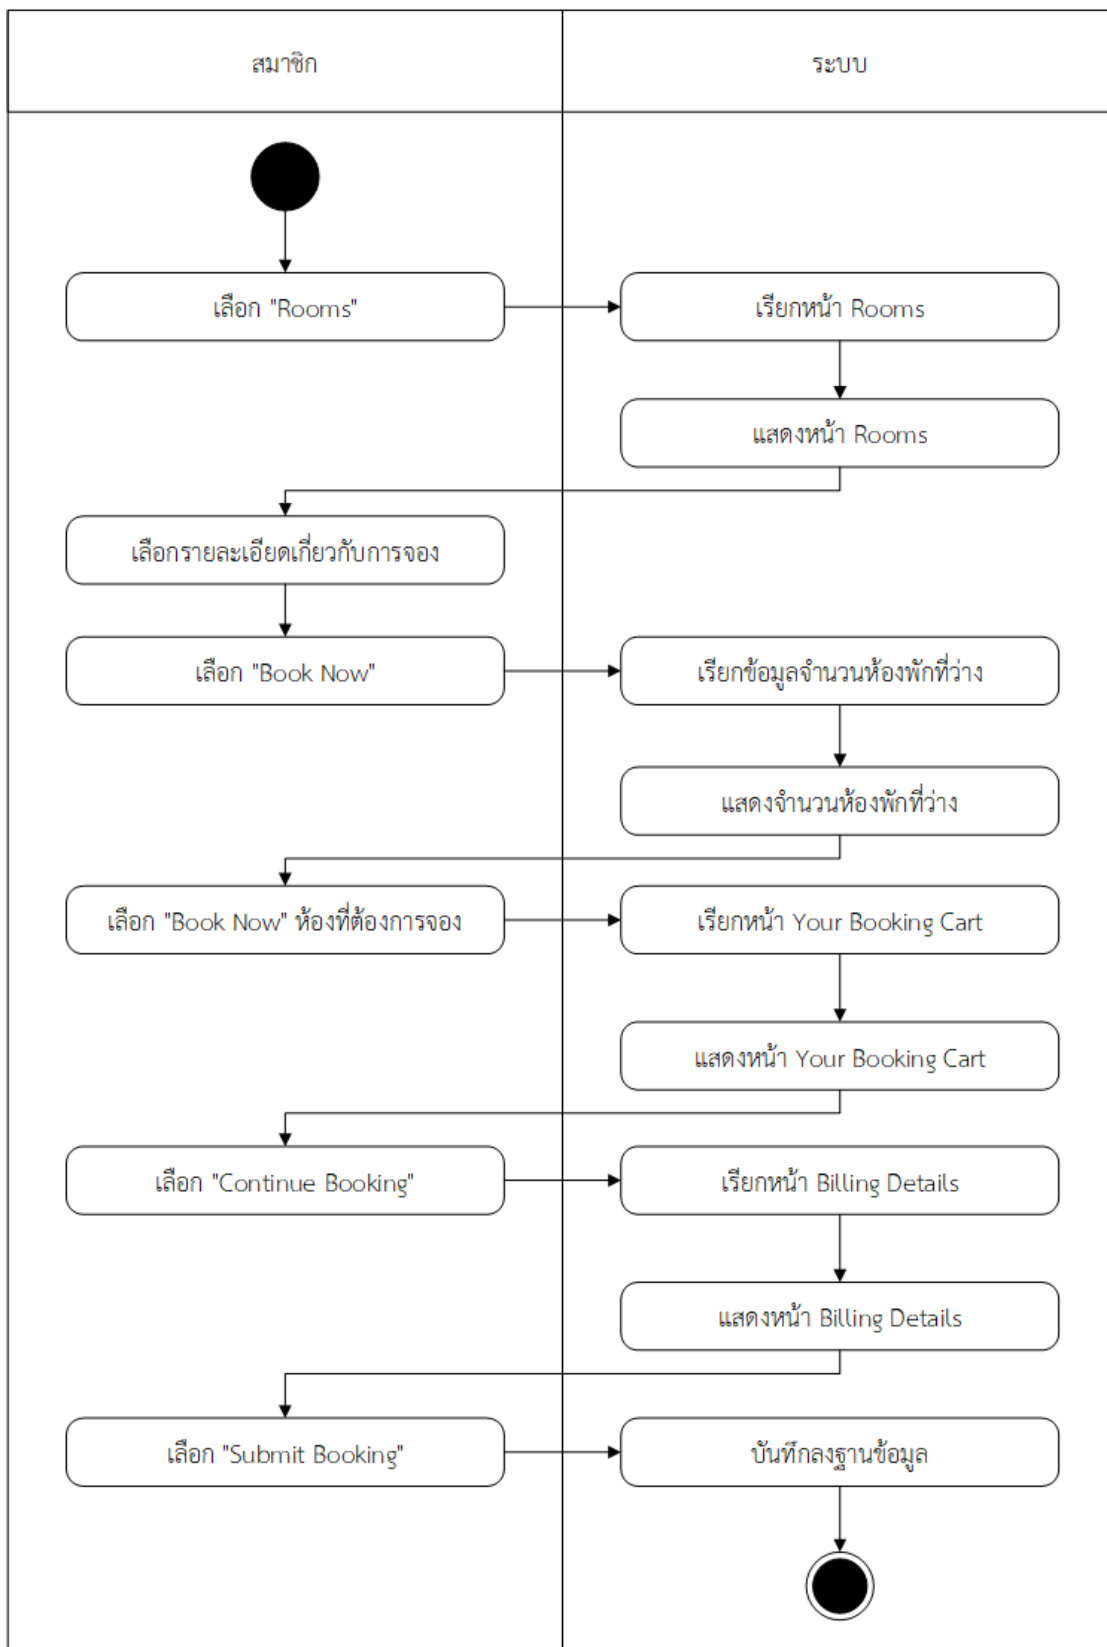 สมาชิก
ระบบ
เลือก "Rooms"
เรียกหน้า Rooms
แสดงหน้า Rooms
เลือกรายละเอียดเกี่ยวกับการจอง
เลือก "Book Now"
เรียกข้อมูลจำนวนห้องพักที่ว่าง
แสดงจำนวนห้องพักที่ว่าง
เลือก "Book Now" ห้องที่ต้องการจอง
เรียกหน้า Your Booking Cart
แสดงหน้า Your Booking Cart
เลือก "Continue Booking"
เรียกหน้า Billing Details
แสดงหน้า Billing Details
เลือก "Submit Booking"
บันทึกลงฐานข้อมูล